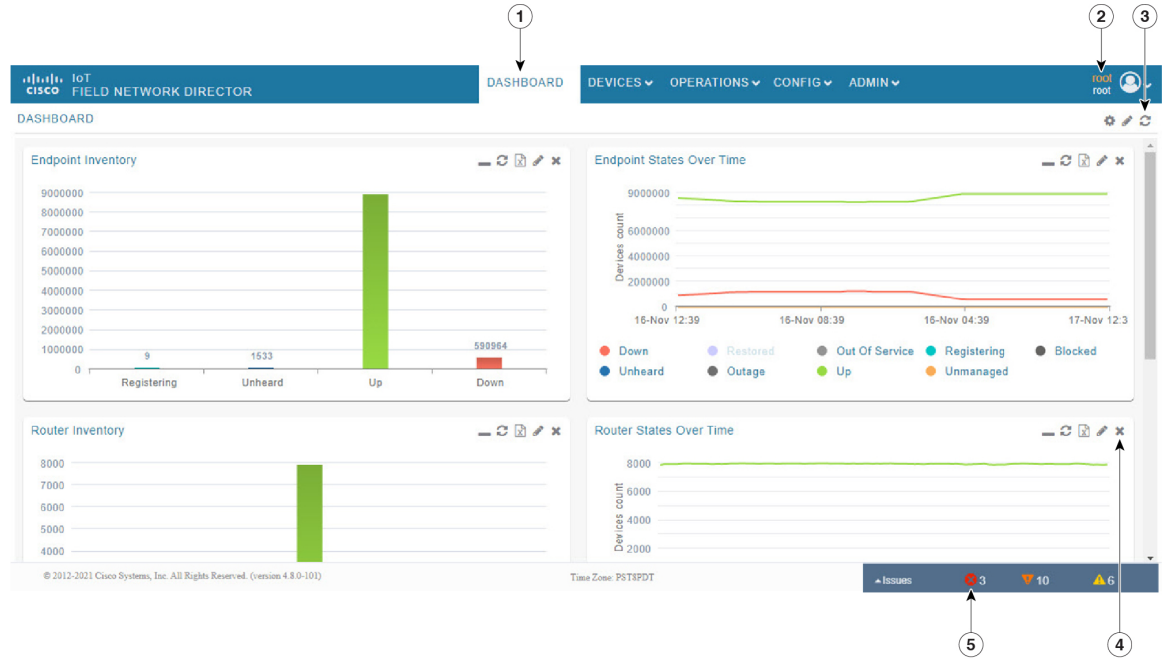 1
2
3
IoT
CISCO FIELD NETWORK DIRECTOR
DASHBOARD
DEVICES
OPERATIONS
CONFIG
ADMIN
root
root
DASHBOARD
Endpoint Inventory
9000000
8000000
7000000
6000000
5000000
4000000
3000000
2000000
1000000
0
9
1533
590964
Registering
Unheard
Up
Down
Endpoint States Over Time
9000000
6000000
4000000
2000000
0
Devices count
16-Nov 12:39
16-Nov 08:39
16-Nov 04:39
17-Nov 12:3
Down
Restored
Out Of Service
Registering
Blocked
Unheard
Outage
Up
Unmanaged
Router Inventory
8000
7000
6000
5000
4000
Router States Over Time
8000
6000
4000
2000
Devices count
© 2012-2021 Cisco Systems, Inc. All Rights Reserved. (version 4.8.0-101)
Time Zone: PST8PDT
Issues
3
10
6
5
4